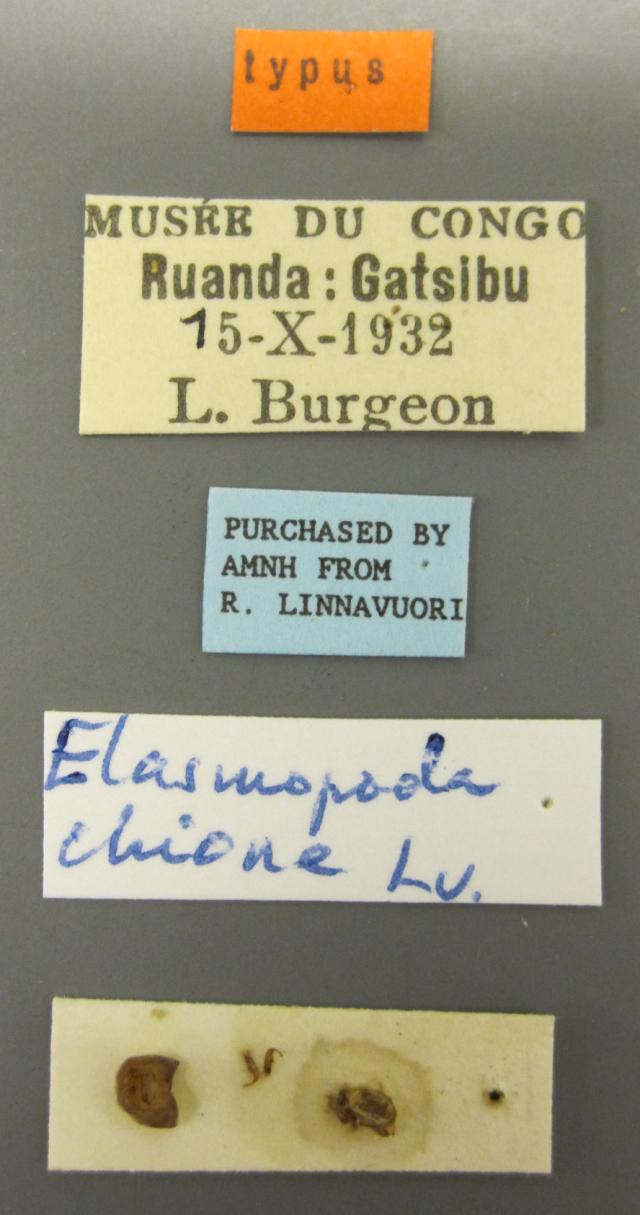 typus
MUSÉE DU CONGO
Ruanda: Gatsibu
15-X-1932
L. Burgeon
PURCHASED BY
AMNH FROM
R. LINNAVUORI
Elasmopoda
chione Lv.